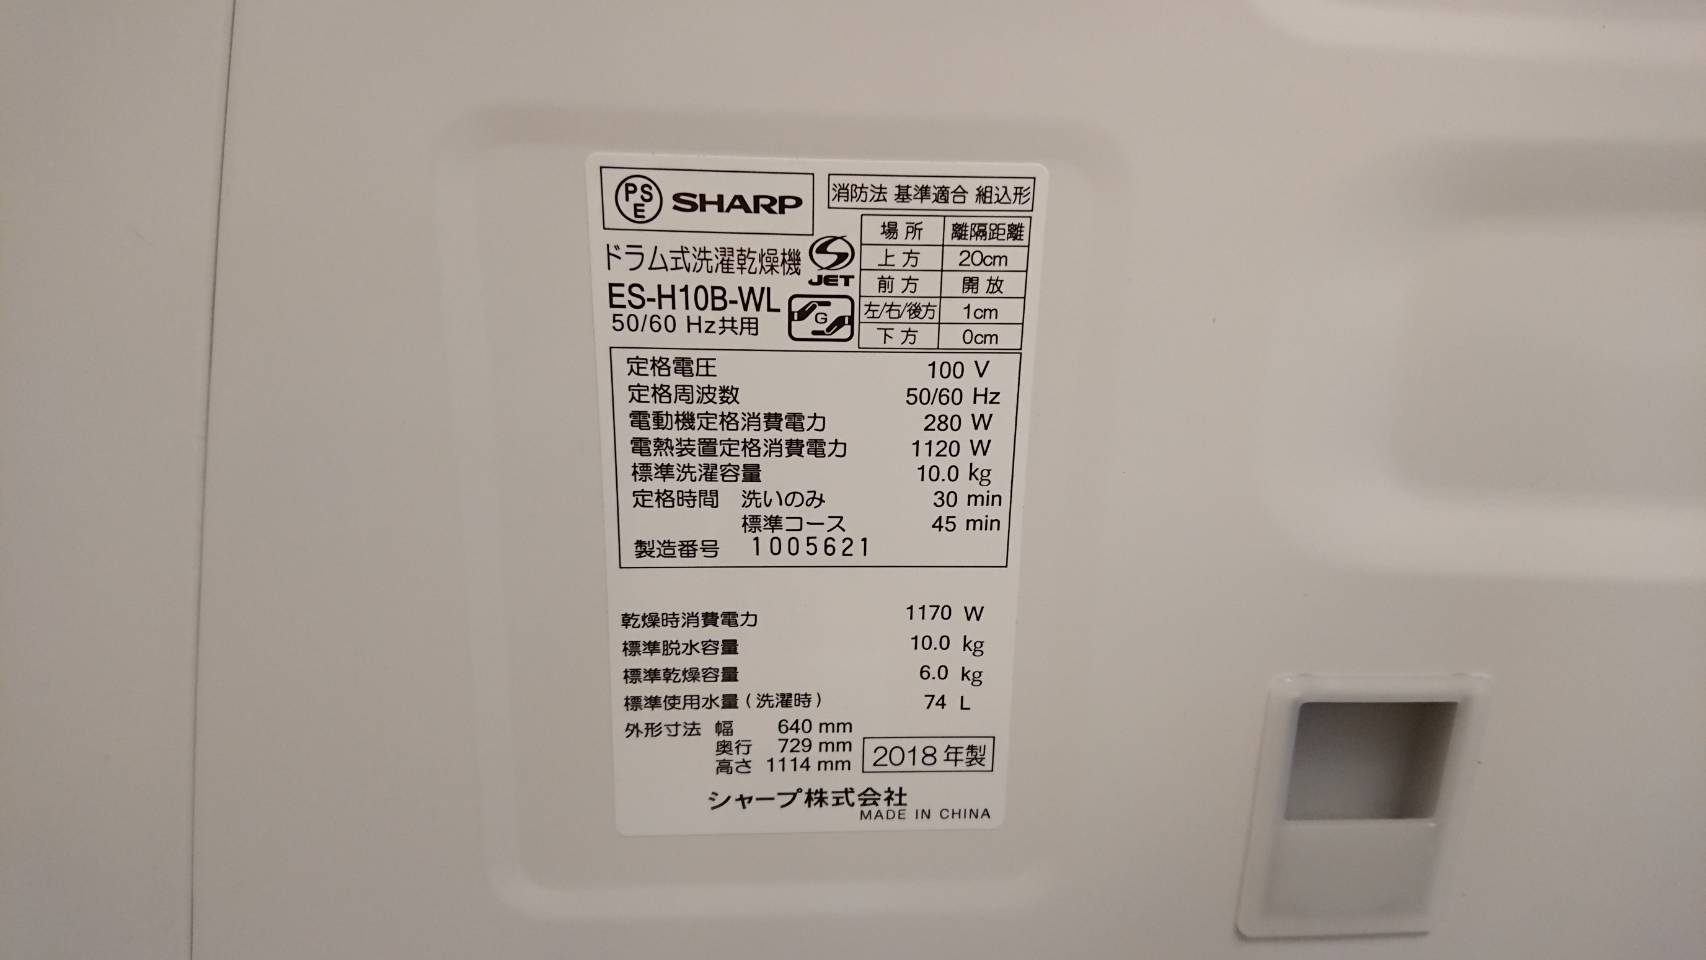 PSE SHARP
消防法 基準適合 組込形
場所 離隔距離
上方 20cm
前方 開放
左/右/後方 1cm
下方 0cm
ドラム式洗濯乾燥機
S JET
ES-H10B-WL
G
50/60 Hz共用
定格電圧 100 V
定格周波数 50/60 Hz
電動機定格消費電力 280 W
電熱装置定格消費電力 1120 W
標準洗濯容量 10.0 kg
定格時間 洗いのみ 30 min
標準コース 45 min
製造番号 1005621
乾燥時消費電力 1170 W
標準脱水容量 10.0 kg
標準乾燥容量 6.0 kg
標準使用水量(洗濯時) 74 L
外形寸法 幅 640 mm
奥行 729 mm
高さ 1114 mm
2018年製
シャープ株式会社
MADE IN CHINA